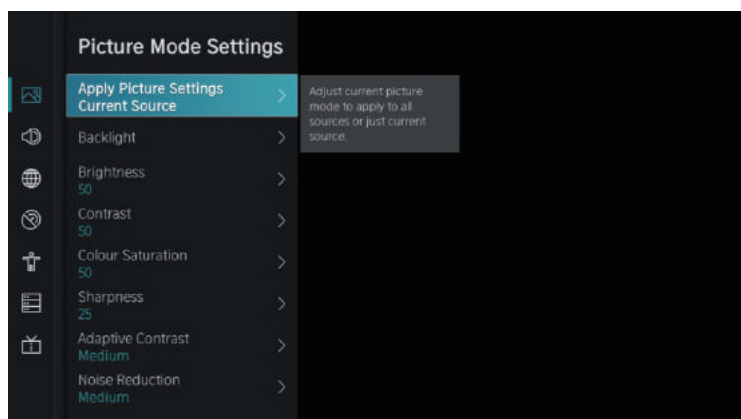 Picture Mode Settings
Apply Picture Settings
Current Source
Adjust current picture
mode to apply to all
sources or just current
source.
Backlight
Brightness
50
Contrast
50
Colour Saturation
50
Sharpness
25
Adaptive Contrast
Medium
Noise Reduction
Medium